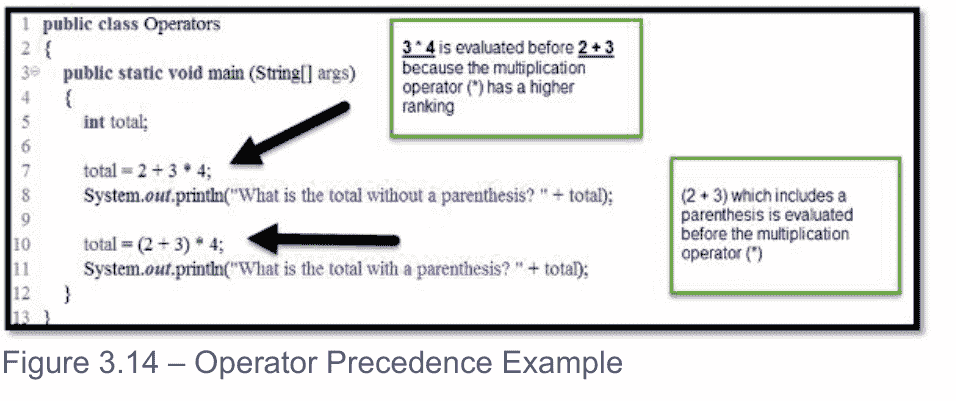 1 public class Operators
2 {
3 public static void main (String[] args)
4 {
5 int total;
6
7 total = 2 + 3 * 4;
8 System.out.println("What is the total without a parenthesis? " + total);
9
10 total = (2 + 3) * 4;
11 System.out.println("What is the total with a parenthesis? " + total);
12 }
13 }
3 * 4 is evaluated before 2 + 3
because the multiplication
operator (*) has a higher
ranking
(2 + 3) which includes a
parenthesis is evaluated
before the multiplication
operator (*)
Figure 3.14 – Operator Precedence Example